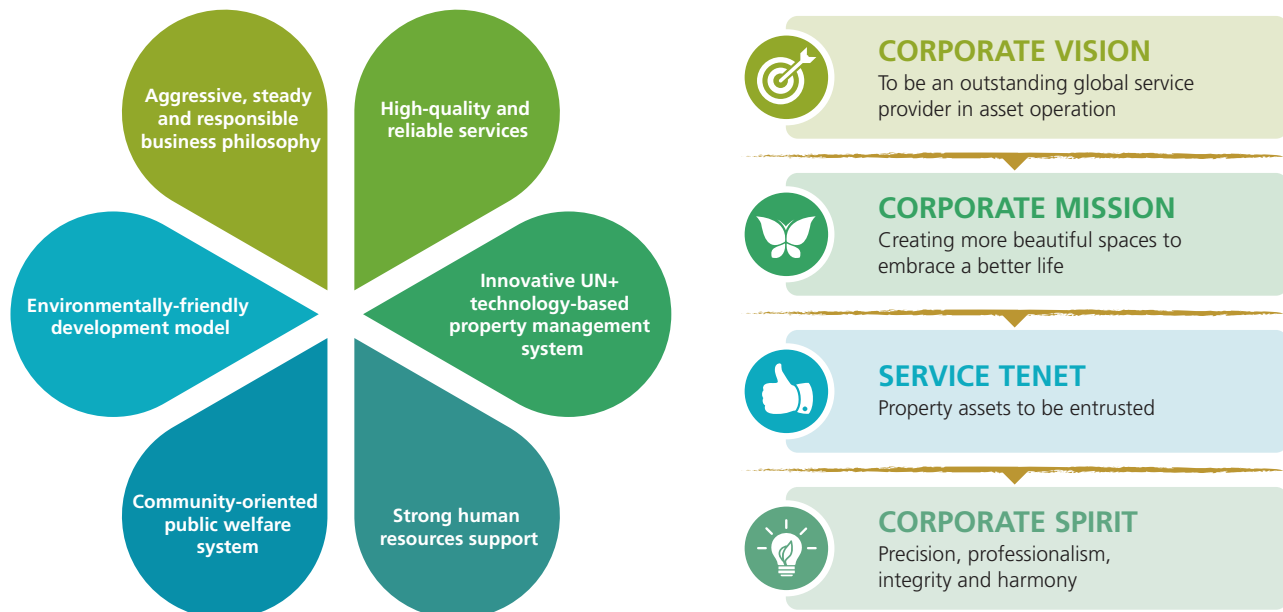 Aggressive, steady
and responsible
business philosophy
High-quality and
reliable services
Environmentally-friendly
development model
Innovative UN+
technology-based
property management
system
Community-oriented
public welfare
system
Strong human
resources support
CORPORATE VISION
To be an outstanding global service
provider in asset operation
CORPORATE MISSION
Creating more beautiful spaces to
embrace a better life
SERVICE TENET
Property assets to be entrusted
CORPORATE SPIRIT
Precision, professionalism,
integrity and harmony